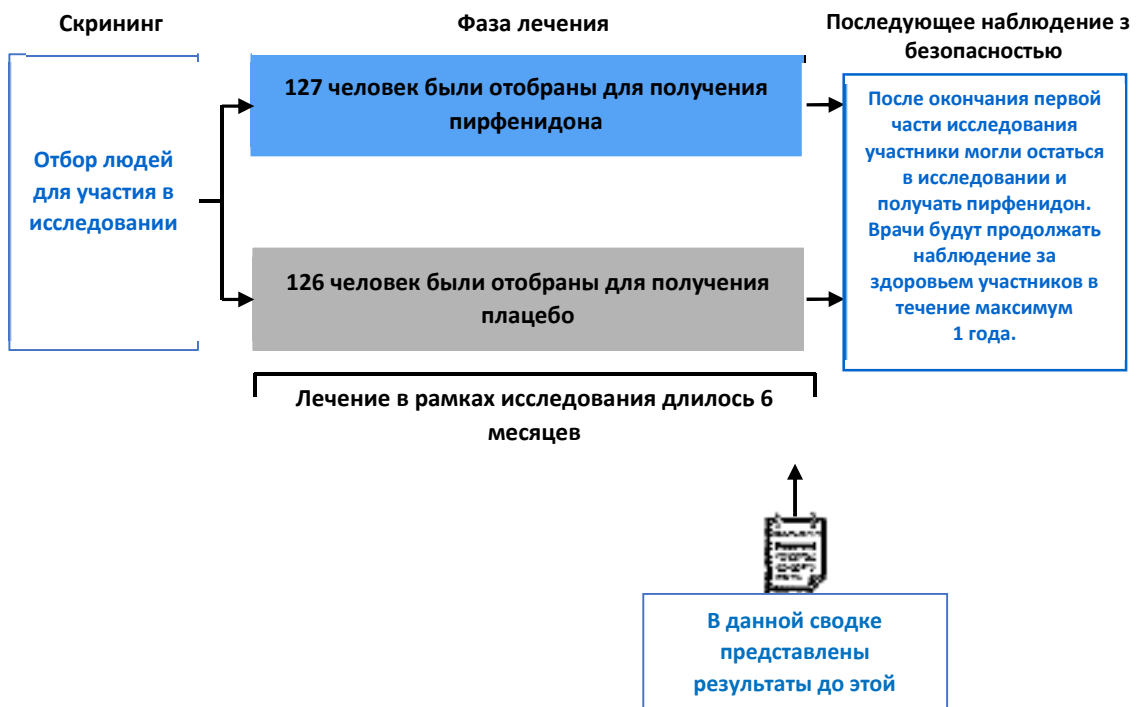 Скрининг
Фаза лечения
Последующее наблюдение з
безопасностью
Отбор людей
для участия в
исследовании
127 человек были отобраны для получения
пирфенидона
126 человек были отобраны для получения
плацебо
После окончания первой
части исследования
участники могли остаться
в исследовании и
получать пирфенидон.
Врачи будут продолжать
наблюдение за
здоровьем участников в
течение максимум
1 года.
Лечение в рамках исследования длилось 6
месяцев
В данной сводке
представлены
результаты до этой